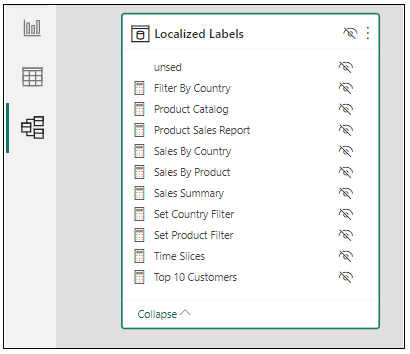 Localized Labels
unsed
Filter By Country
Product Catalog
Product Sales Report
Sales By Country
Sales By Product
Sales Summary
Set Country Filter
Set Product Filter
Time Slices
Top 10 Customers
Collapse